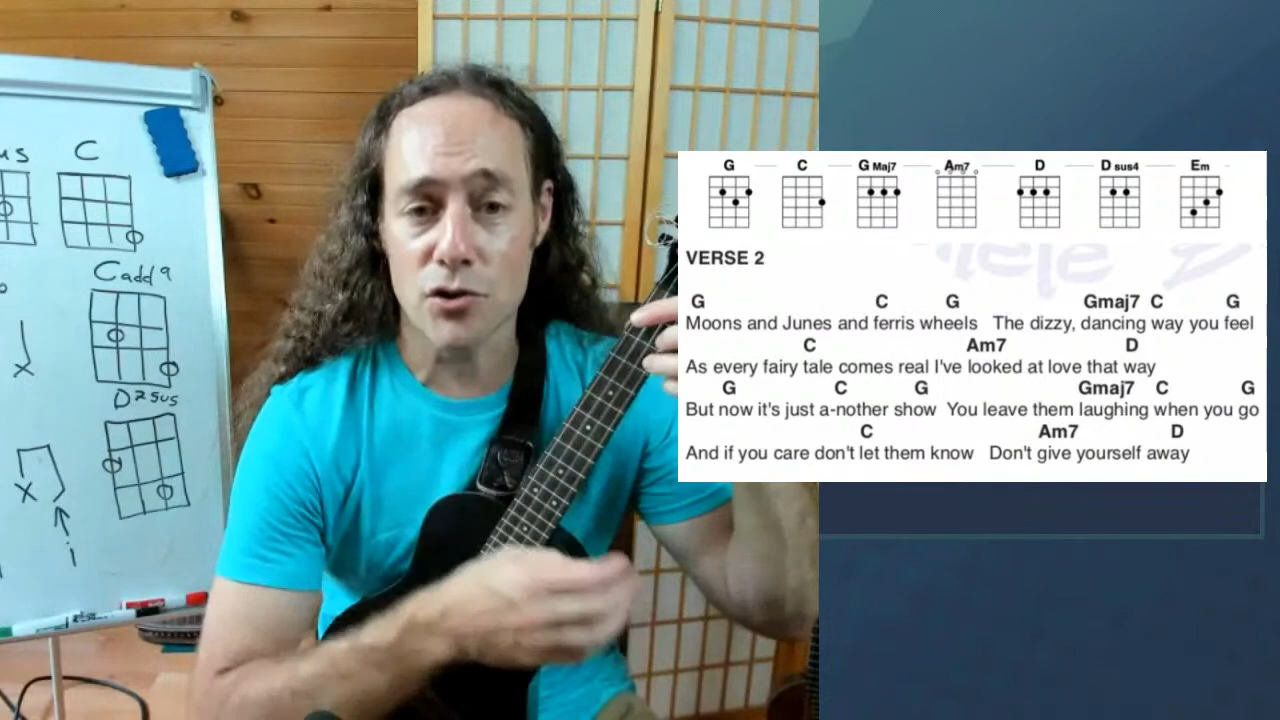 us C
Cadd9
D7sus
x
x
i
G C G Maj7 Am7 D D sus4 Em
VERSE 2
G C G Gmaj7 C G
Moons and Junes and ferris wheels The dizzy, dancing way you feel
C Am7 D
As every fairy tale comes real I've looked at love that way
G C G Gmaj7 C G
But now it's just a-nother show You leave them laughing when you go
C Am7 D
And if you care don't let them know Don't give yourself away